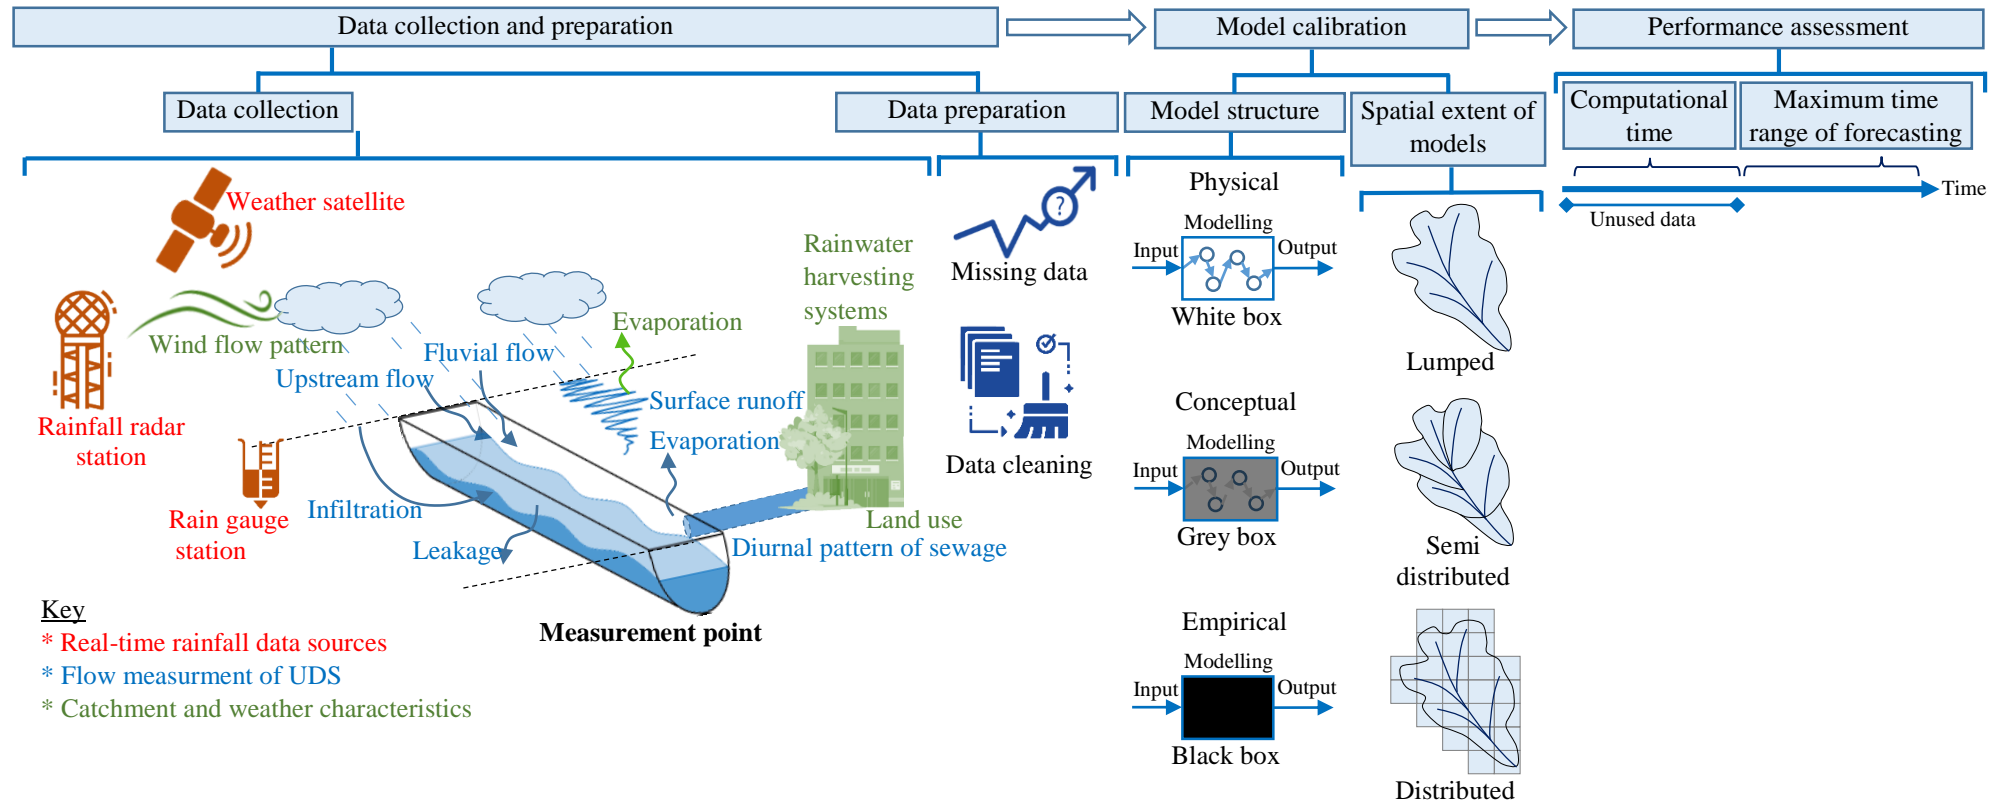 Data collection and preparation
Model calibration
Performance assessment
Data collection
Data preparation
Model structure
Spatial extent of
models
Computational
time
Maximum time
range of forecasting
Weather satellite
Wind flow pattern
Rainfall radar
station
Rain gauge
station
Upstream flow
Fluvial flow
Evaporation
Surface runoff
Evaporation
Infiltration
Leakage
Rainwater
harvesting
systems
Land use
Diurnal pattern of sewage
Measurement point
Key
* Real-time rainfall data sources
* Flow measurment of UDS
* Catchment and weather characteristics
?
Missing data
Data cleaning
Physical
Modelling
Input
Output
White box
Conceptual
Modelling
Input
Output
Grey box
Empirical
Modelling
Input
Output
Black box
Lumped
Semi
distributed
Distributed
Time
Unused data